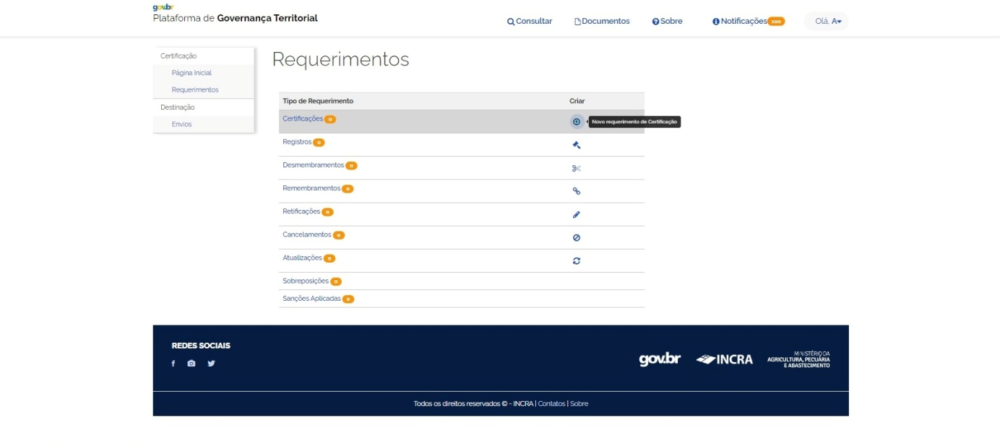 gov.br
Plataforma de Governança Territorial
Consultar
Documentos
Sobre
Notificações 100
Olá, A
Certificação
Página Inicial
Requerimentos
Destinação
Envios
Requerimentos
Tipo de Requerimento Criar
Certificações 0
Novo requerimento de Certificação
Registros 0
Desmembramentos 0
Remembramentos 0
Retificações 0
Cancelamentos 0
Atualizações 0
Sobreposições 0
Sanções Aplicadas 0
REDES SOCIAIS
gov.br
INCRA
MINISTÉRIO DA
AGRICULTURA, PECUÁRIA
E ABASTECIMENTO
Todos os direitos reservados © - INCRA | Contatos | Sobre